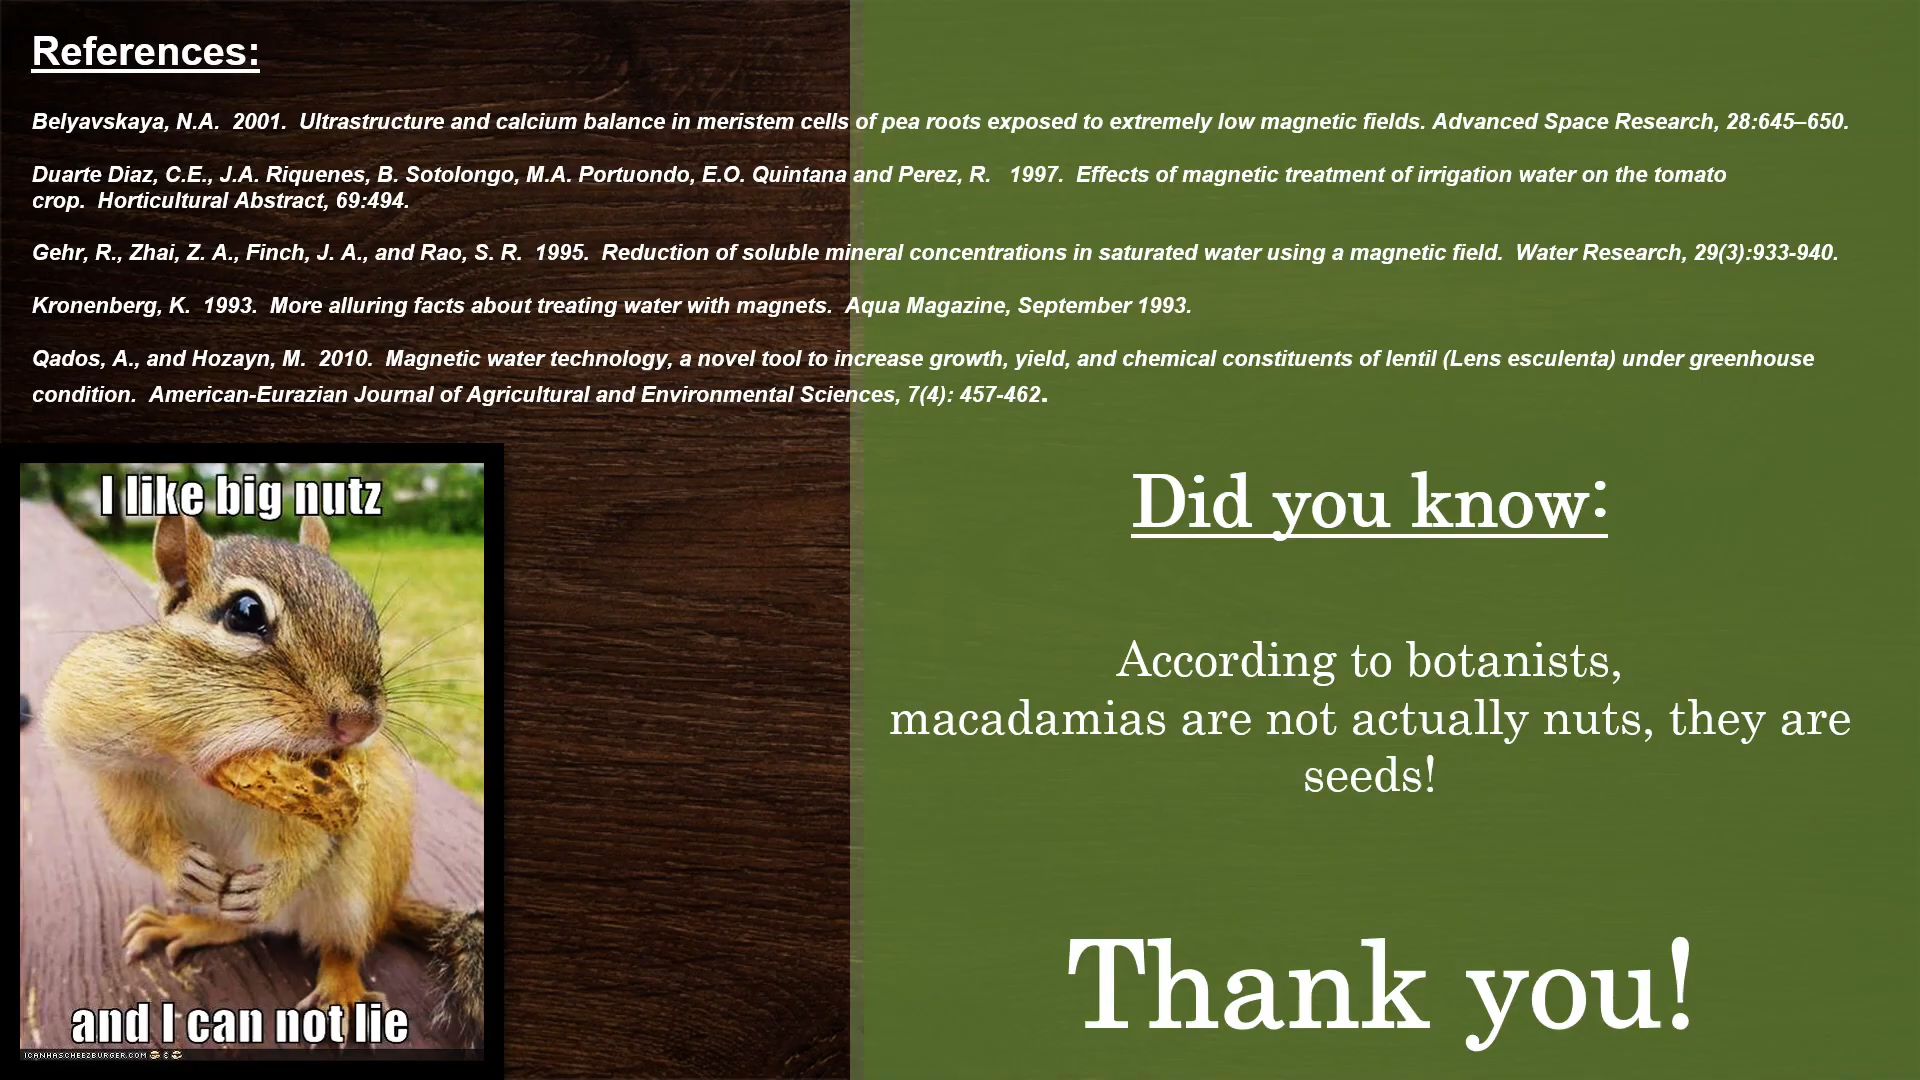 References:
Belyavskaya, N.A.  2001.  Ultrastructure and calcium balance in meristem cells of pea roots exposed to extremely low magnetic fields. Advanced Space Research, 28:645–650.
Duarte Diaz, C.E., J.A. Riquenes, B. Sotolongo, M.A. Portuondo, E.O. Quintana and Perez, R.   1997.  Effects of magnetic treatment of irrigation water on the tomato
crop.  Horticultural Abstract, 69:494.
Gehr, R., Zhai, Z. A., Finch, J. A., and Rao, S. R.  1995.  Reduction of soluble mineral concentrations in saturated water using a magnetic field.  Water Research, 29(3):933-940.
Kronenberg, K.  1993.  More alluring facts about treating water with magnets.  Aqua Magazine, September 1993.
Qados, A., and Hozayn, M.  2010.  Magnetic water technology, a novel tool to increase growth, yield, and chemical constituents of lentil (Lens esculenta) under greenhouse
condition.  American-Eurazian Journal of Agricultural and Environmental Sciences, 7(4): 457-462.
I like big nutz
and I can not lie
ICANHASCHEEZBURGER.COM
Did you know:
According to botanists,
macadamias are not actually nuts, they are
seeds!
Thank you!